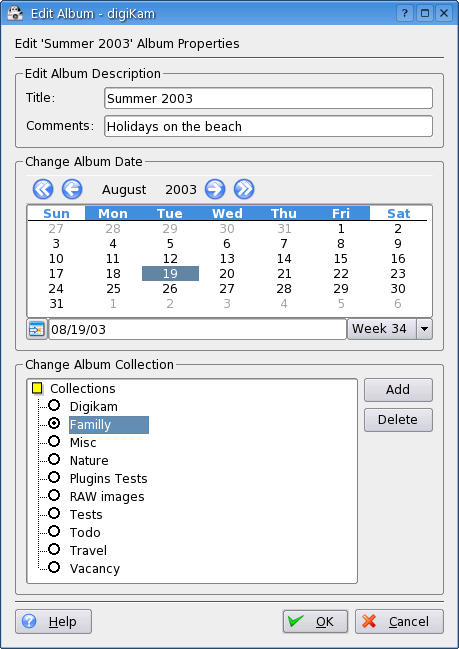 Edit Album - digiKam
Edit 'Summer 2003' Album Properties
Edit Album Description
Title: Summer 2003
Comments: Holidays on the beach
Change Album Date
August 2003
Sun Mon Tue Wed Thu Fri Sat
27 28 29 30 31 1 2
3 4 5 6 7 8 9
10 11 12 13 14 15 16
17 18 19 20 21 22 23
24 25 26 27 28 29 30
31 1 2 3 4 5 6
08/19/03 Week 34
Change Album Collection
Collections Add
Digikam
Familly Delete
Misc
Nature
Plugins Tests
RAW images
Tests
Todo
Travel
Vacancy
Help OK Cancel